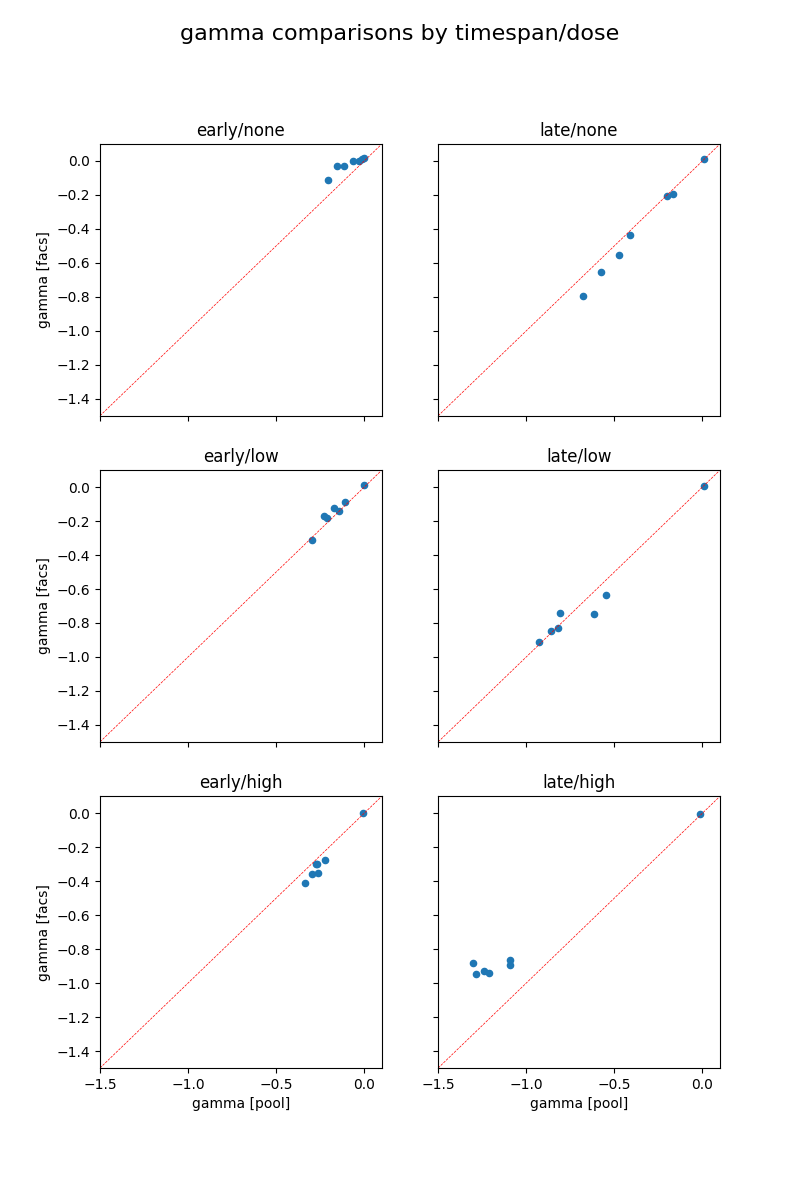 gamma comparisons by timespan/dose
early/none
late/none
0.0
−0.2
−0.4
−0.6
−0.8
−1.0
−1.2
−1.4
gamma [facs]
early/low
late/low
0.0
−0.2
−0.4
−0.6
−0.8
−1.0
−1.2
−1.4
gamma [facs]
early/high
late/high
0.0
−0.2
−0.4
−0.6
−0.8
−1.0
−1.2
−1.4
gamma [facs]
−1.5 −1.0 −0.5 0.0
−1.5 −1.0 −0.5 0.0
gamma [pool]
gamma [pool]